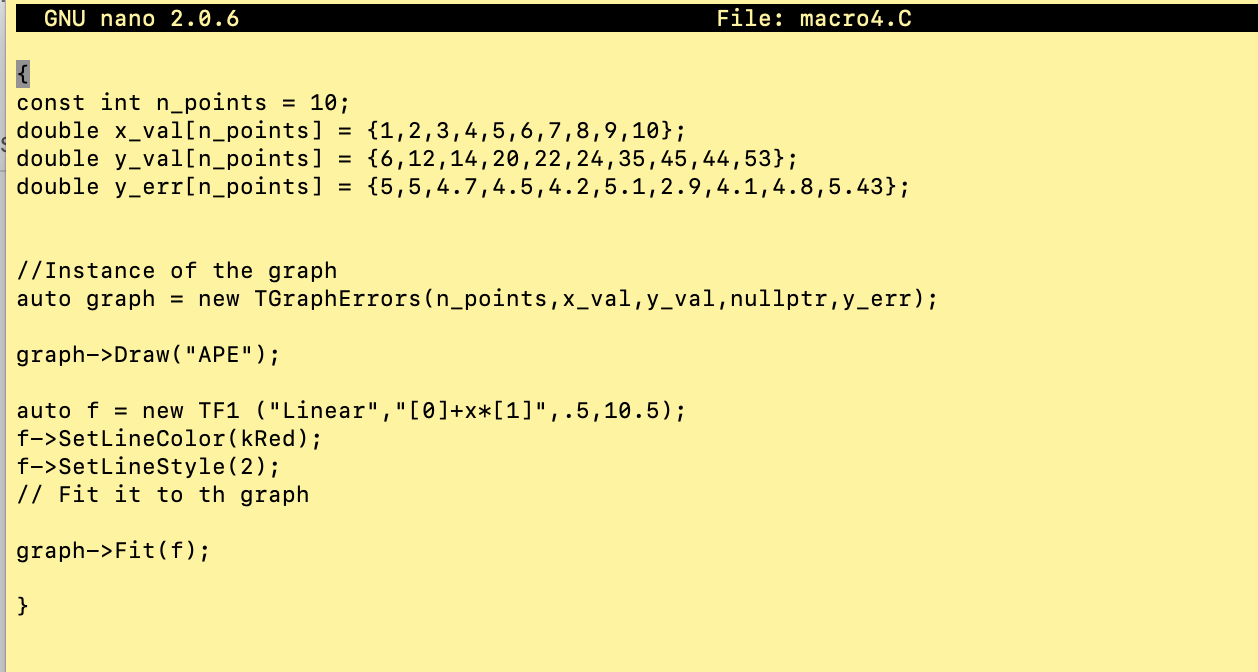 GNU nano 2.0.6 File: macro4.C
{
const int n_points = 10;
double x_val[n_points] = {1,2,3,4,5,6,7,8,9,10};
double y_val[n_points] = {6,12,14,20,22,24,35,45,44,53};
double y_err[n_points] = {5,5,4.7,4.5,4.2,5.1,2.9,4.1,4.8,5.43};
//Instance of the graph
auto graph = new TGraphErrors(n_points,x_val,y_val,nullptr,y_err);
graph->Draw("APE");
auto f = new TF1 ("Linear","[0]+x*[1]",.5,10.5);
f->SetLineColor(kRed);
f->SetLineStyle(2);
// Fit it to th graph
graph->Fit(f);
}